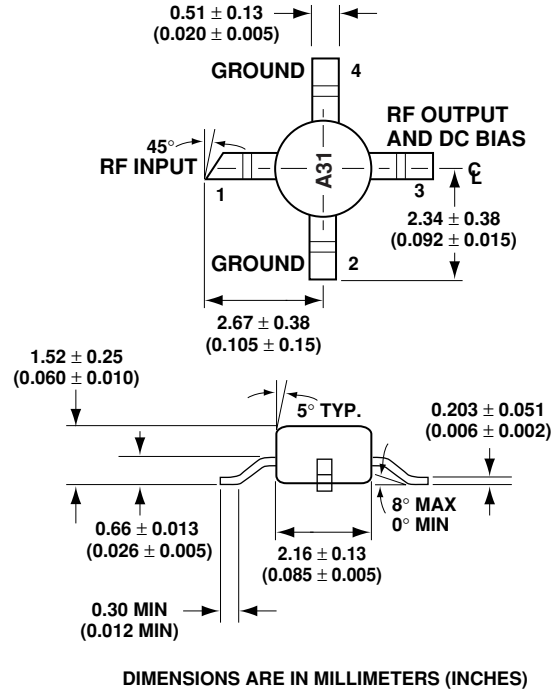 0.51 ± 0.13
(0.020 ± 0.005)
GROUND 4
RF OUTPUT
AND DC BIAS
45°
RF INPUT
A31
℄
1
3
2.34 ± 0.38
(0.092 ± 0.015)
GROUND 2
2.67 ± 0.38
(0.105 ± 0.15)
1.52 ± 0.25
(0.060 ± 0.010)
5° TYP.
0.203 ± 0.051
(0.006 ± 0.002)
8° MAX
0° MIN
0.66 ± 0.013
(0.026 ± 0.005)
2.16 ± 0.13
(0.085 ± 0.005)
0.30 MIN
(0.012 MIN)
DIMENSIONS ARE IN MILLIMETERS (INCHES)